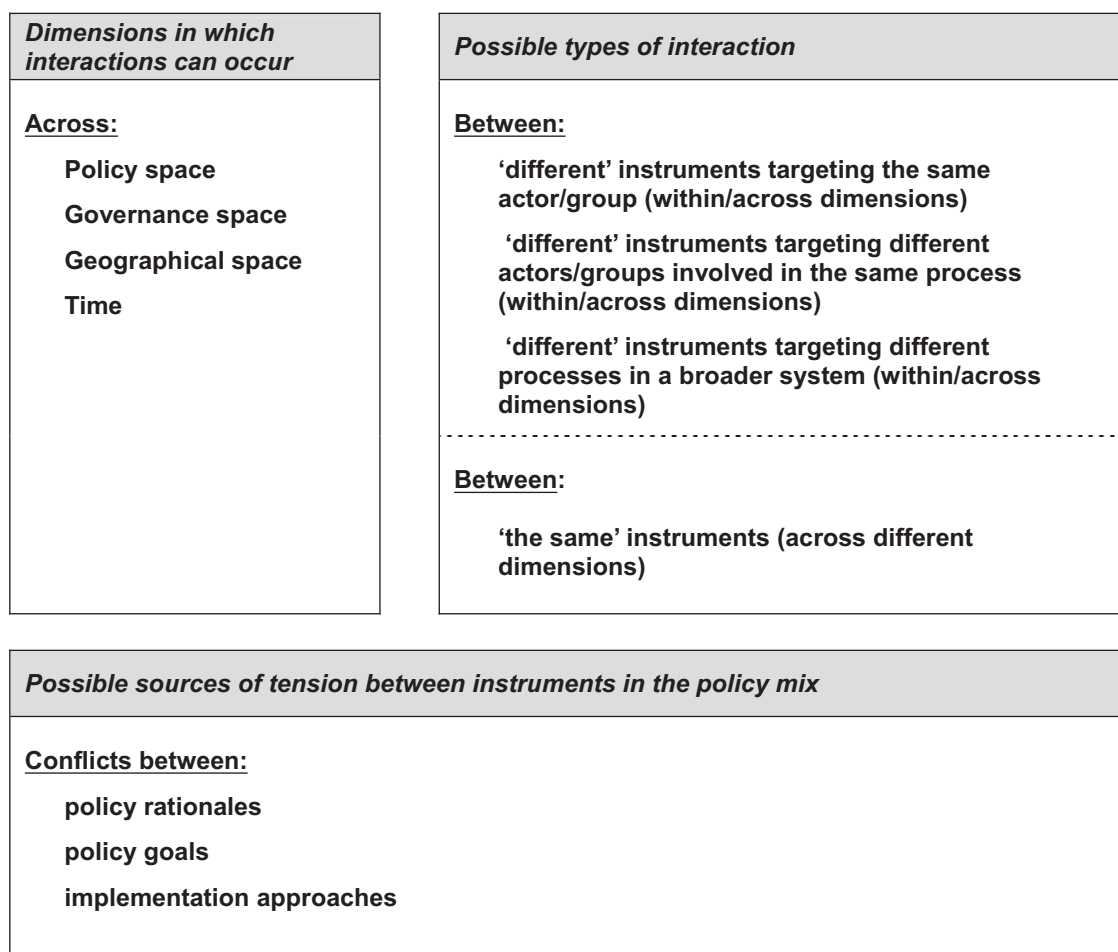 Dimensions in which
interactions can occur
Across:
Policy space
Governance space
Geographical space
Time
Possible types of interaction
Between:
‘different’ instruments targeting the same
actor/group (within/across dimensions)
‘different’ instruments targeting different
actors/groups involved in the same process
(within/across dimensions)
‘different’ instruments targeting different
processes in a broader system (within/across
dimensions)
Between:
‘the same’ instruments (across different
dimensions)
Possible sources of tension between instruments in the policy mix
Conflicts between:
policy rationales
policy goals
implementation approaches